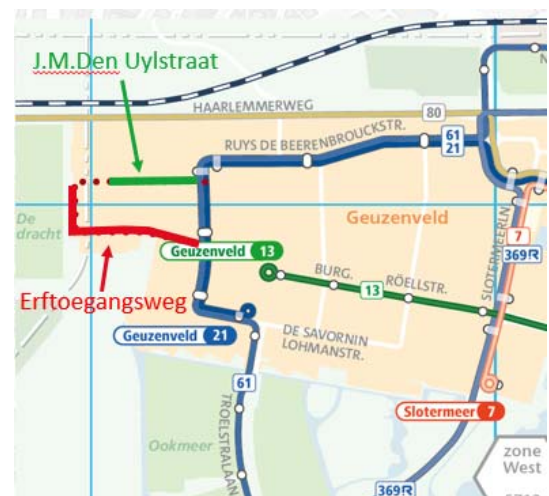 J.M.Den Uylstraat
HAARLEMMERWEG
80
RUYS DE BEERENBROUCKSTR.
61
21
De
dracht
Geuzenveld
Geuzenveld 13
7
369R
SLOTERMEERLN
Erftoegangsweg
BURG. RÖELLSTR.
13
Geuzenveld 21
DE SAVORNIN
LOHMANSTR.
61
TROELSTRALAAN
Slotermeer 7
Ookmeer
zone
West
369R